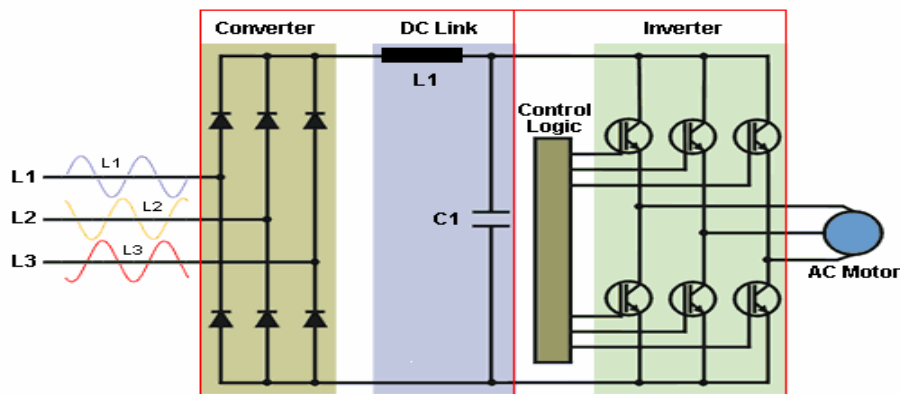 Converter
DC Link
Inverter
L1
Control
Logic
L1
L1
L2
L2
C1
L3
L3
AC Motor